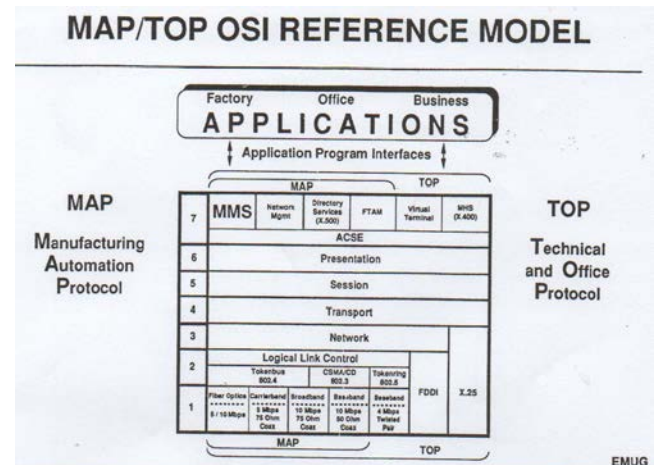 MAP/TOP OSI REFERENCE MODEL
Factory Office Business
APPLICATIONS
Application Program Interfaces
MAP TOP
MAP
Manufacturing
Automation
Protocol
7 MMS Network Mgmt Directory Services (X.500) FTAM Virtual Terminal MHS (X.400)
ACSE
6 Presentation
5 Session
4 Transport
3 Network
2 Logical Link Control
Tokenbus 802.4 CSMA/CD 802.3 Tokenring 802.5
FDDI X.25
1 Fiber Optics 5 / 10 Mbps Carrierband 5 Mbps 75 Ohm Coax Broadband 10 Mbps 75 Ohm Coax Baseband 10 Mbps 50 Ohm Coax Baseband 4 Mbps Twisted Pair
MAP TOP
TOP
Technical
and Office
Protocol
EMUG